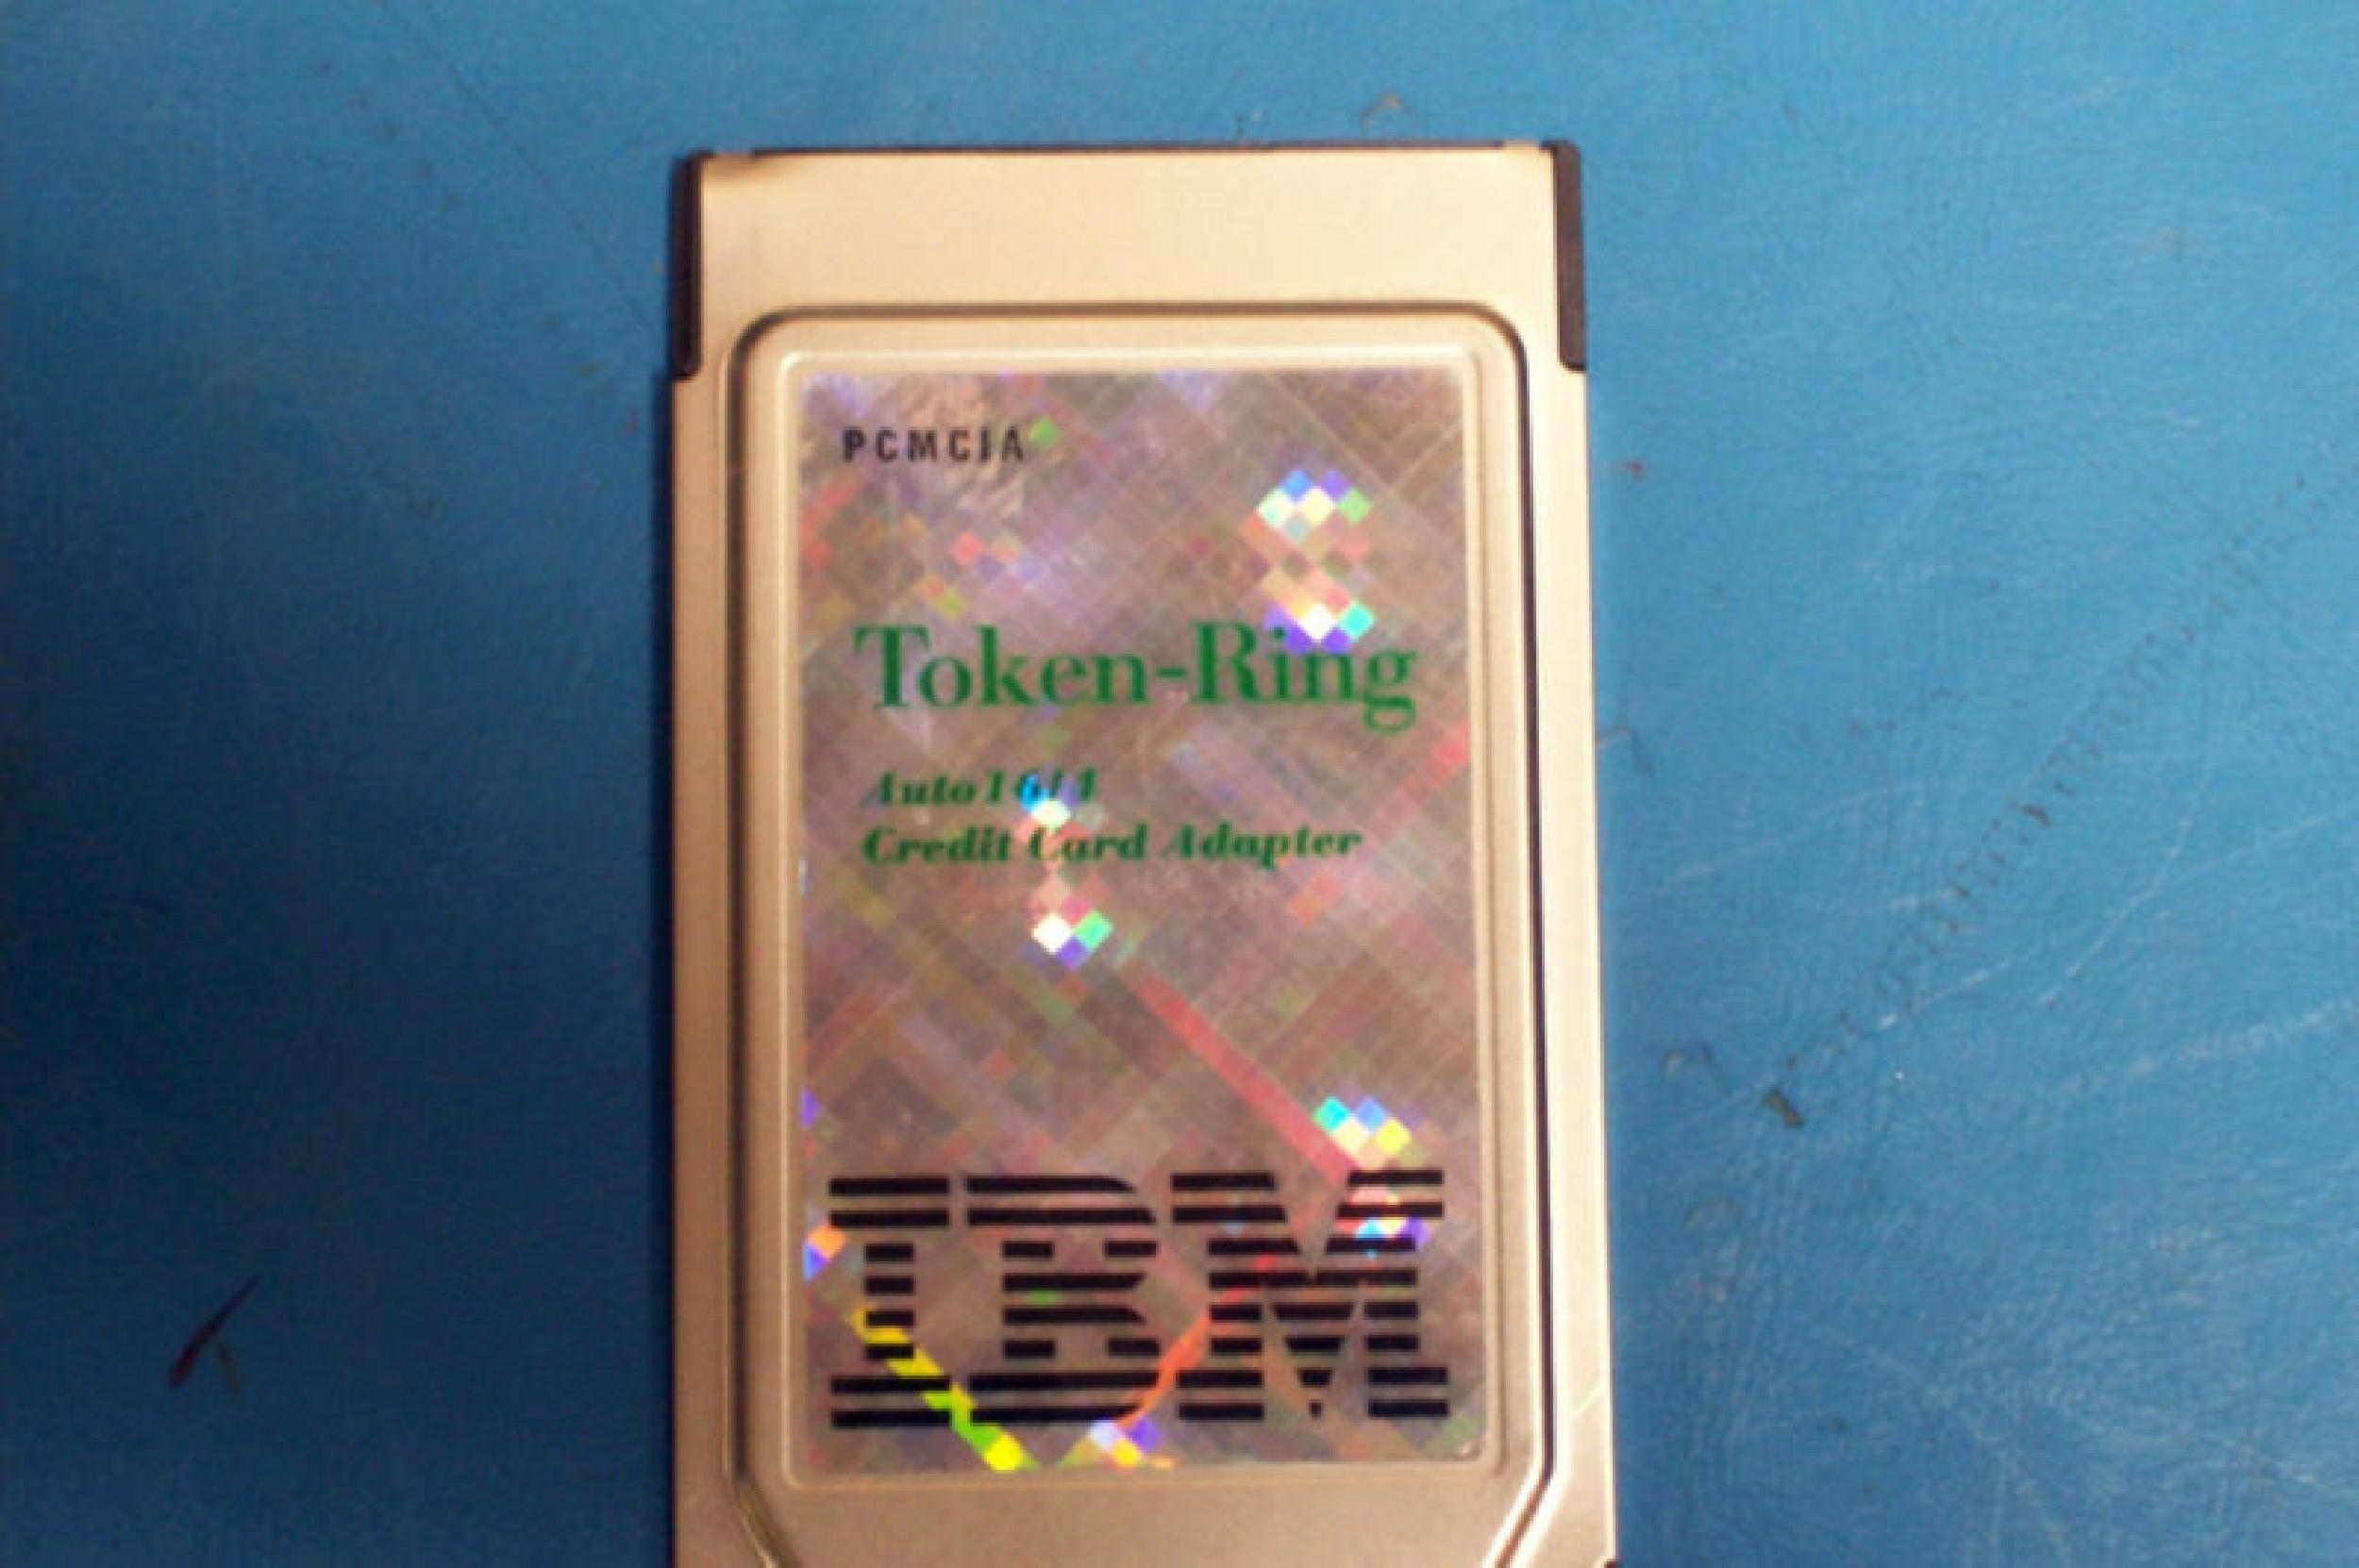 PCMCIA
Token-Ring
Auto 16/4
Credit Card Adapter
IBM